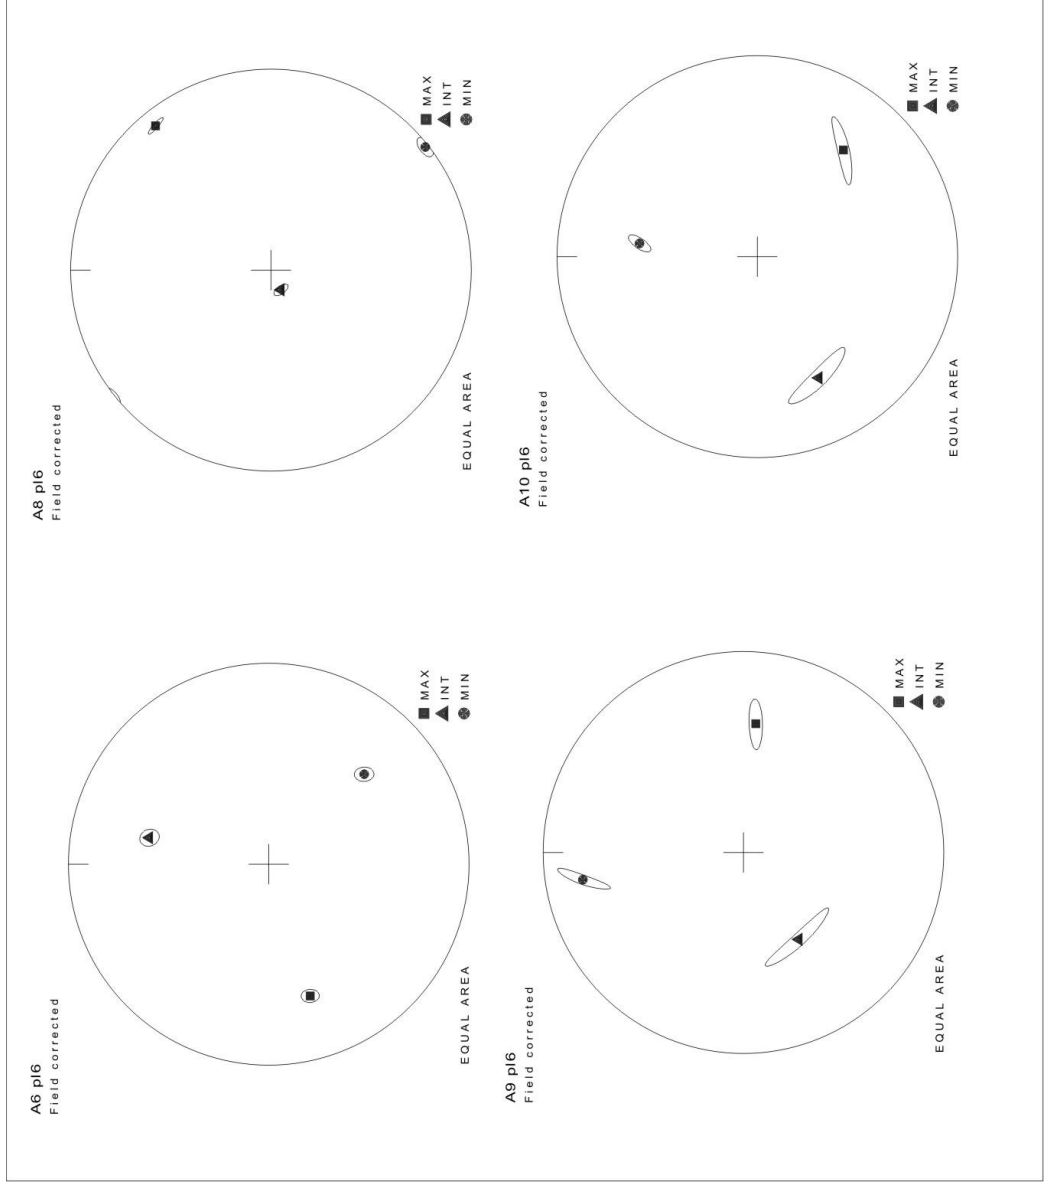 A6 pl6
Field corrected
MAX
INT
MIN
EQUAL AREA
A8 pl6
Field corrected
MAX
INT
MIN
EQUAL AREA
A9 pl6
Field corrected
MAX
INT
MIN
EQUAL AREA
A10 pl6
Field corrected
MAX
INT
MIN
EQUAL AREA